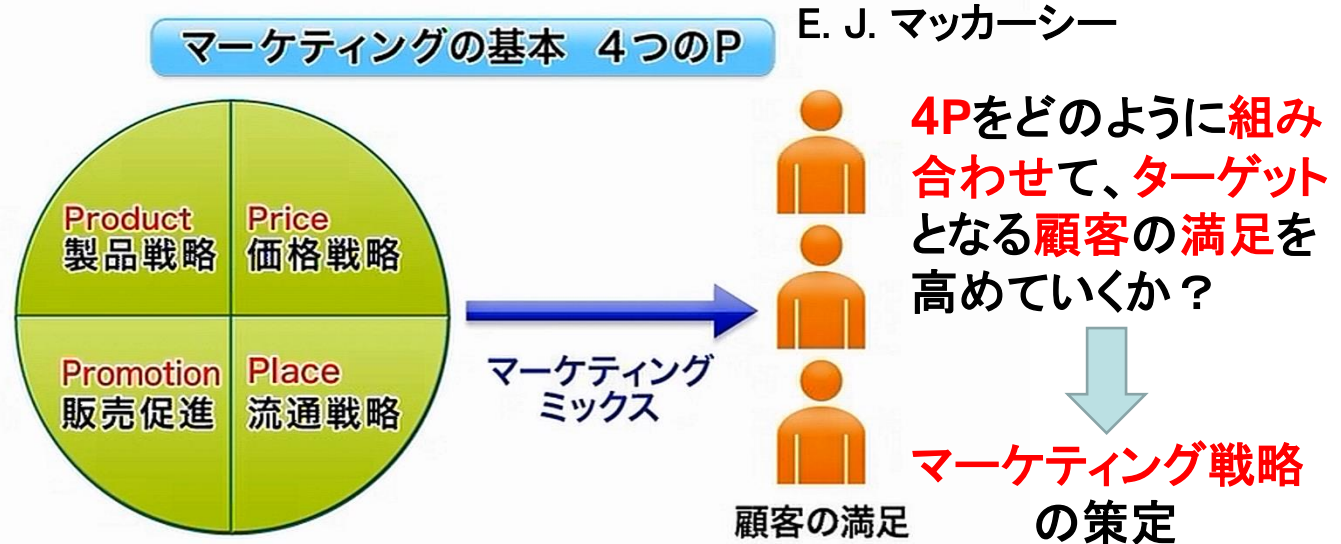 マーケティングの基本 4つのP
E. J. マッカーシー
Product
製品戦略
Price
価格戦略
Promotion
販売促進
Place
流通戦略
マーケティング
ミックス
顧客の満足
4Pをどのように組み
合わせて、ターゲット
となる顧客の満足を
高めていくか？
マーケティング戦略
の策定